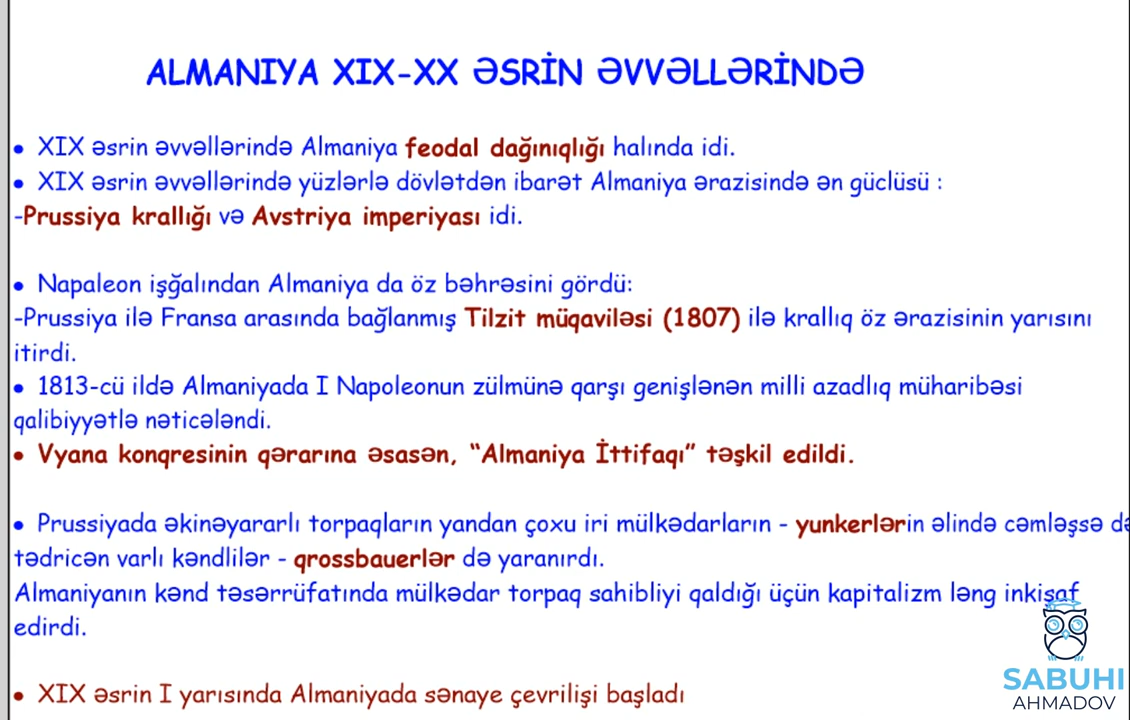 ALMANIYA XIX-XX ƏSRİN ƏVVƏLLƏRİNDƏ
• XIX əsrin əvvəllərində Almaniya feodal dağınıqlığı halında idi.
• XIX əsrin əvvəllərində yüzlərlə dövlətdən ibarət Almaniya ərazisində ən güclüsü :
-Prussiya krallığı və Avstriya imperiyası idi.
• Napaleon işğalından Almaniya da öz bəhrəsini gördü:
-Prussiya ilə Fransa arasında bağlanmış Tilzit müqaviləsi (1807) ilə krallıq öz ərazisinin yarısını
itirdi.
• 1813-cü ildə Almaniyada I Napoleonun zülmünə qarşı genişlənən milli azadlıq müharibəsi
qalibiyyətlə nəticələndi.
• Vyana konqresinin qərarına əsasən, “Almaniya İttifaqı” təşkil edildi.
• Prussiyada əkinəyararlı torpaqların yandan çoxu iri mülkədarların - yunkerlərin əlində cəmləşsə də
tədricən varlı kəndlilər - qrossbauerlər də yaranırdı.
Almaniyanın kənd təsərrüfatında mülkədar torpaq sahibliyi qaldığı üçün kapitalizm ləng inkişaf
edirdi.
• XIX əsrin I yarısında Almaniyada sənaye çevrilişi başladı
SABUHI
AHMADOV